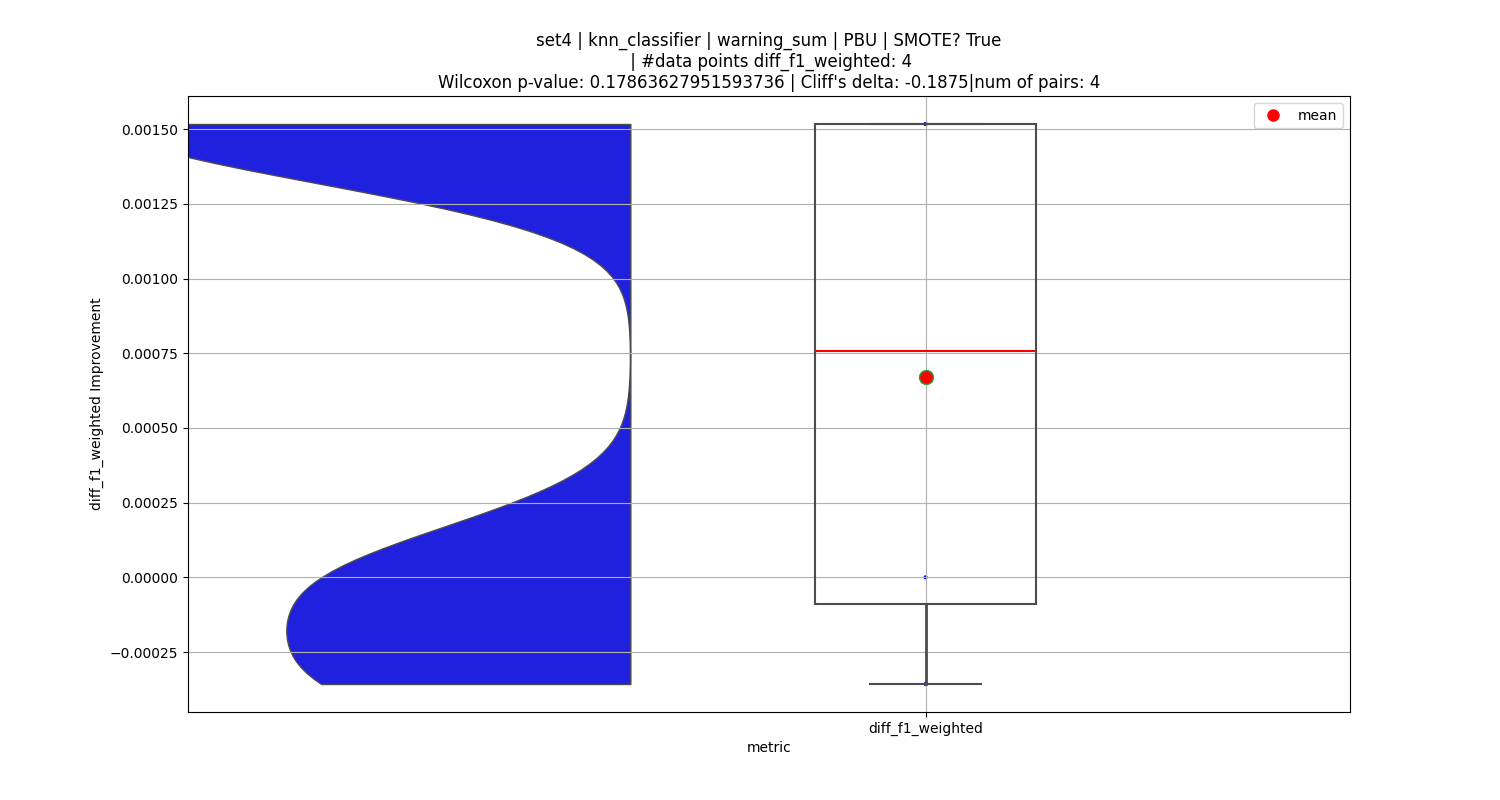 set4 | knn_classifier | warning_sum | PBU | SMOTE? True
| #data points diff_f1_weighted: 4
Wilcoxon p-value: 0.17863627951593736 | Cliff's delta: -0.1875|num of pairs: 4
mean
0.00150
0.00125
0.00100
0.00075
0.00050
0.00025
0.00000
−0.00025
diff_f1_weighted Improvement
diff_f1_weighted
metric